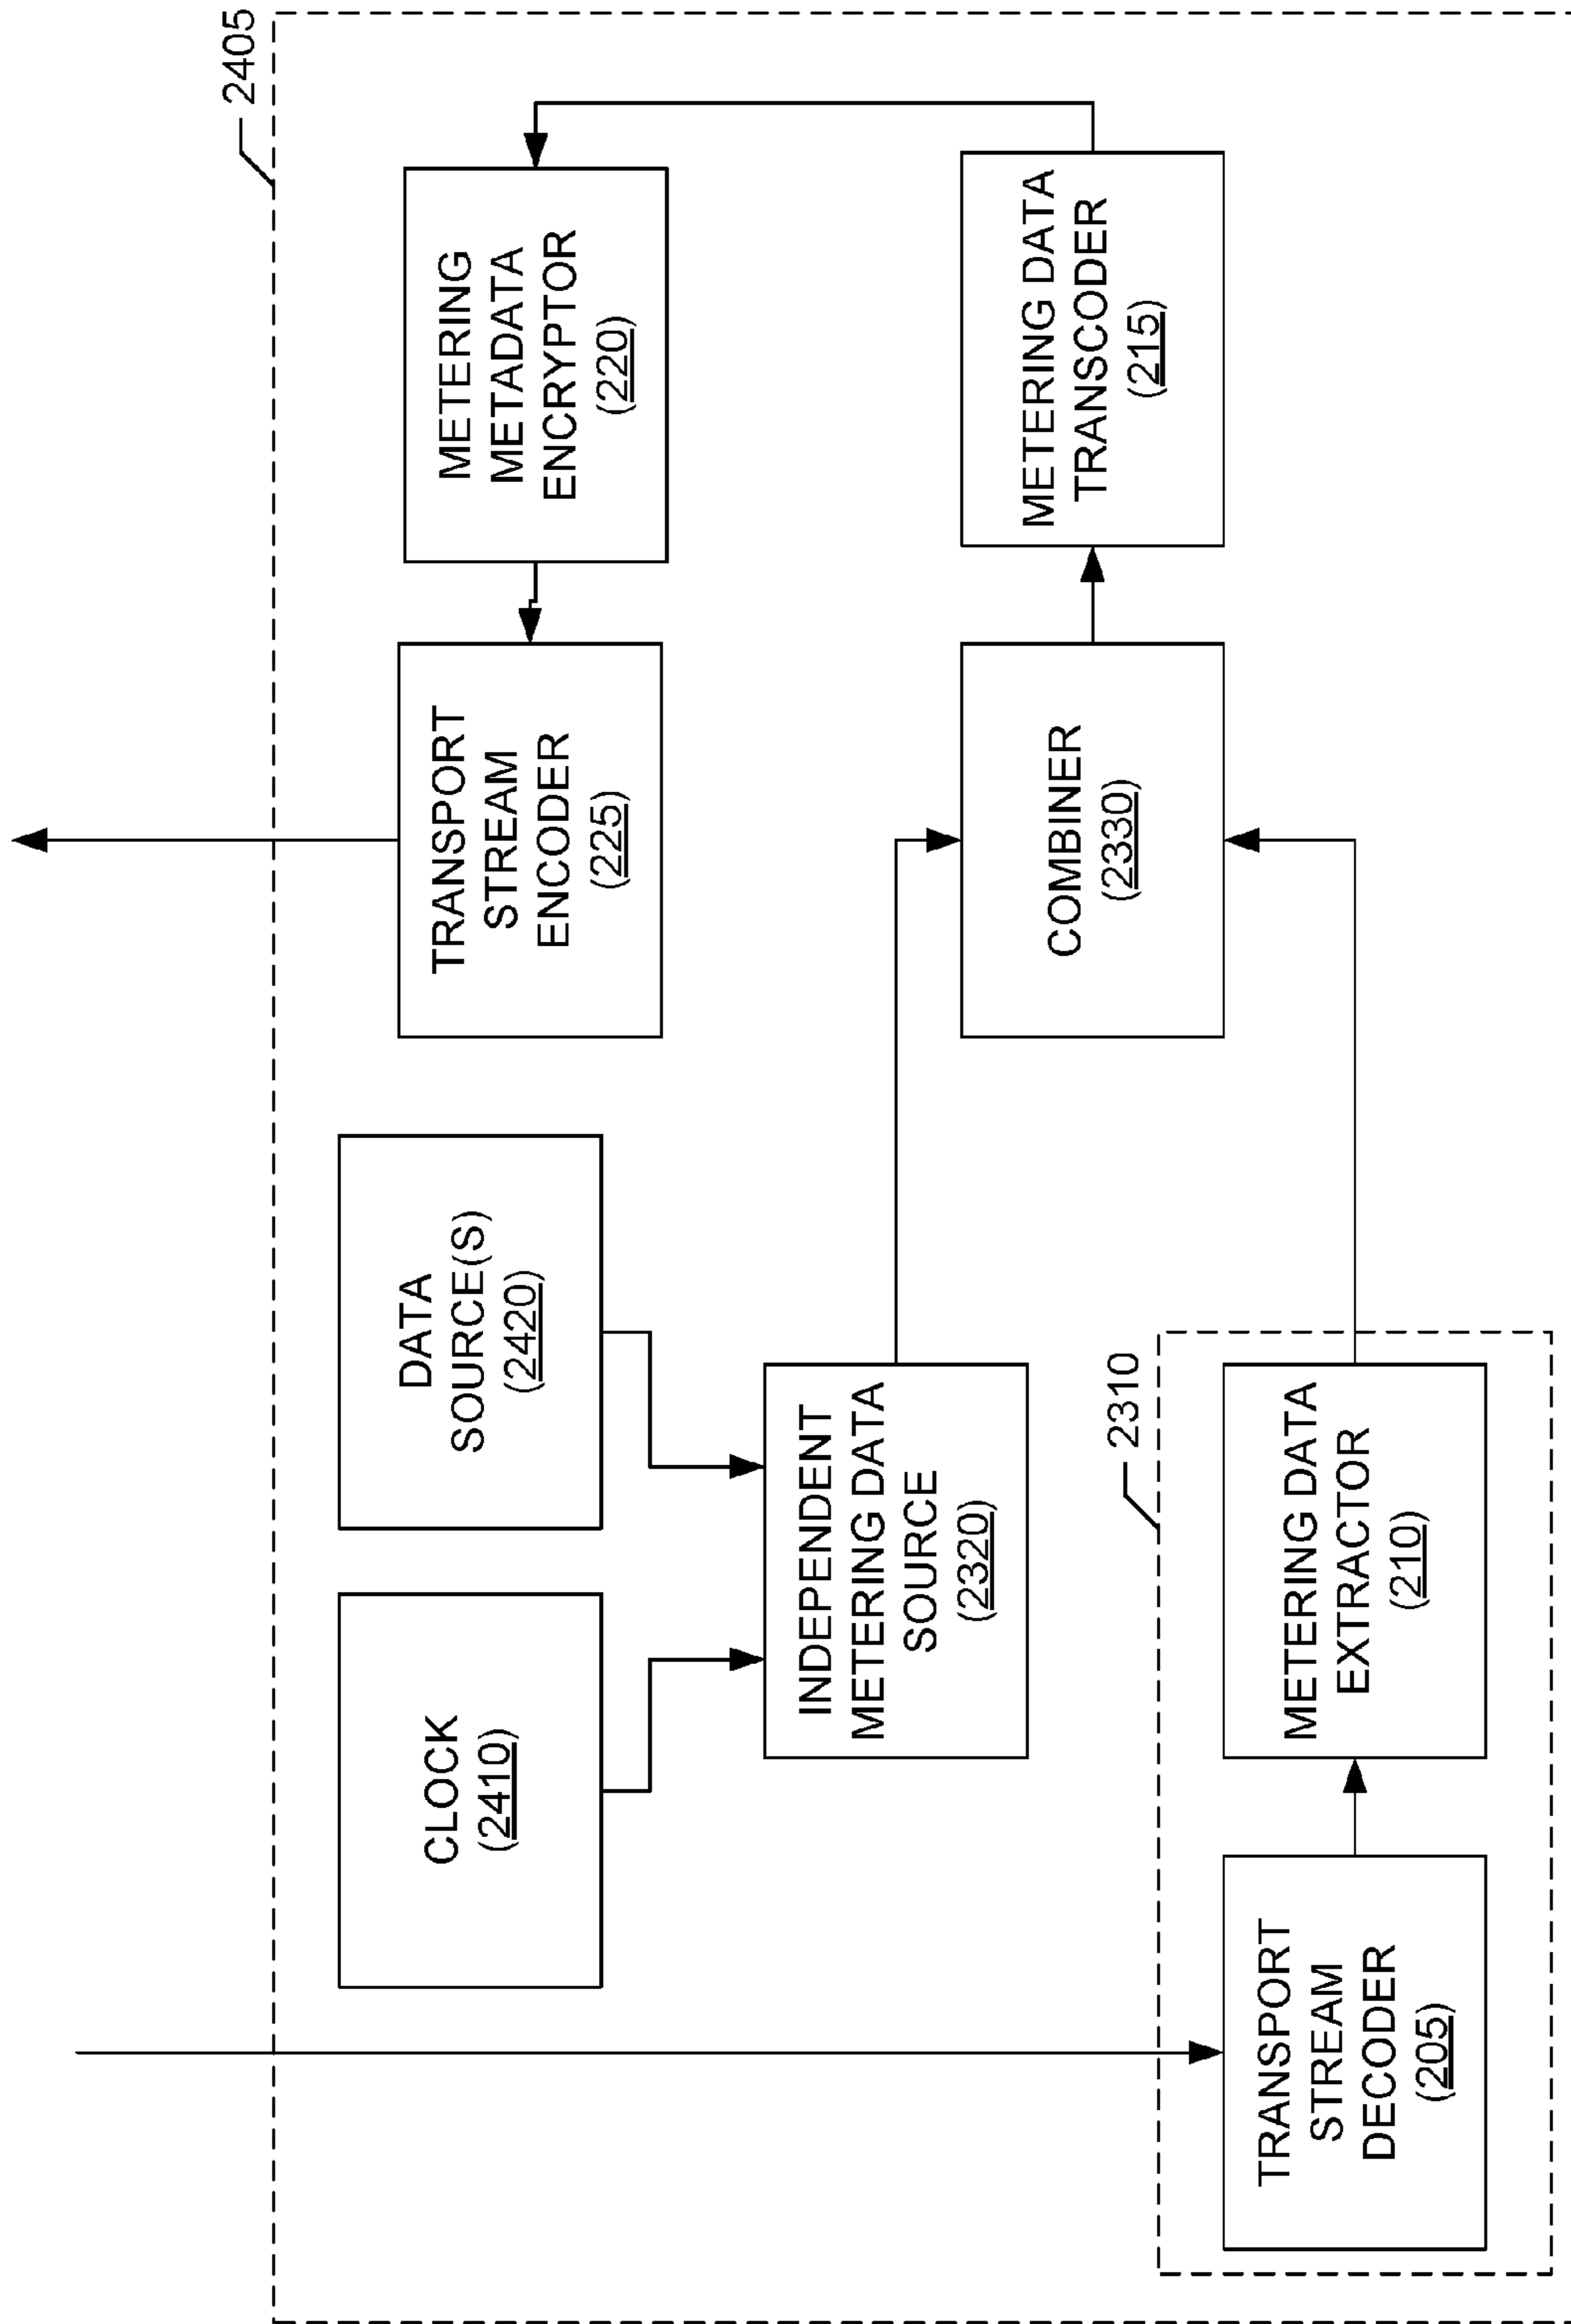 2405
CLOCK
(2410)
DATA
SOURCE(S)
(2420)
TRANSPORT
STREAM
ENCODER
(225)
METERING
METADATA
ENCRYPTOR
(220)
INDEPENDENT
METERING DATA
SOURCE
(2320)
COMBINER
(2330)
METERING DATA
TRANSCODER
(215)
2310
TRANSPORT
STREAM
DECODER
(205)
METERING DATA
EXTRACTOR
(210)